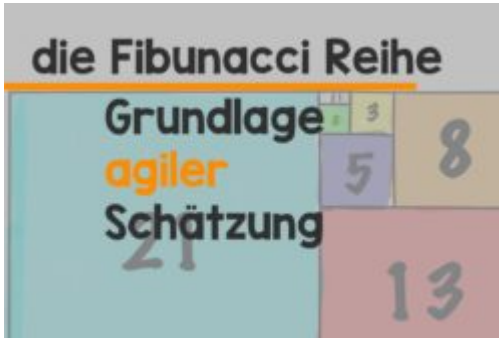 die Fibunacci Reihe
Grundlage
agiler
Schätzung
3
8
5
21
13